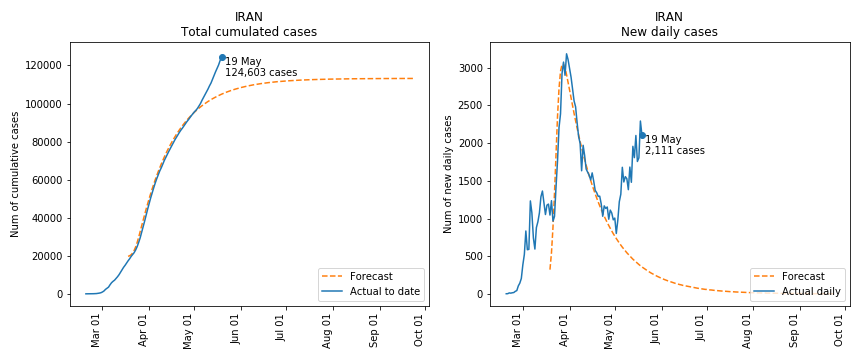 IRAN
Total cumulated cases
Num of cumulative cases
120000
100000
80000
60000
40000
20000
0
19 May
124,603 cases
Forecast
Actual to date
Mar 01
Apr 01
May 01
Jun 01
Jul 01
Aug 01
Sep 01
Oct 01
IRAN
New daily cases
Num of new daily cases
3000
2500
2000
1500
1000
500
0
19 May
2,111 cases
Forecast
Actual daily
Mar 01
Apr 01
May 01
Jun 01
Jul 01
Aug 01
Sep 01
Oct 01